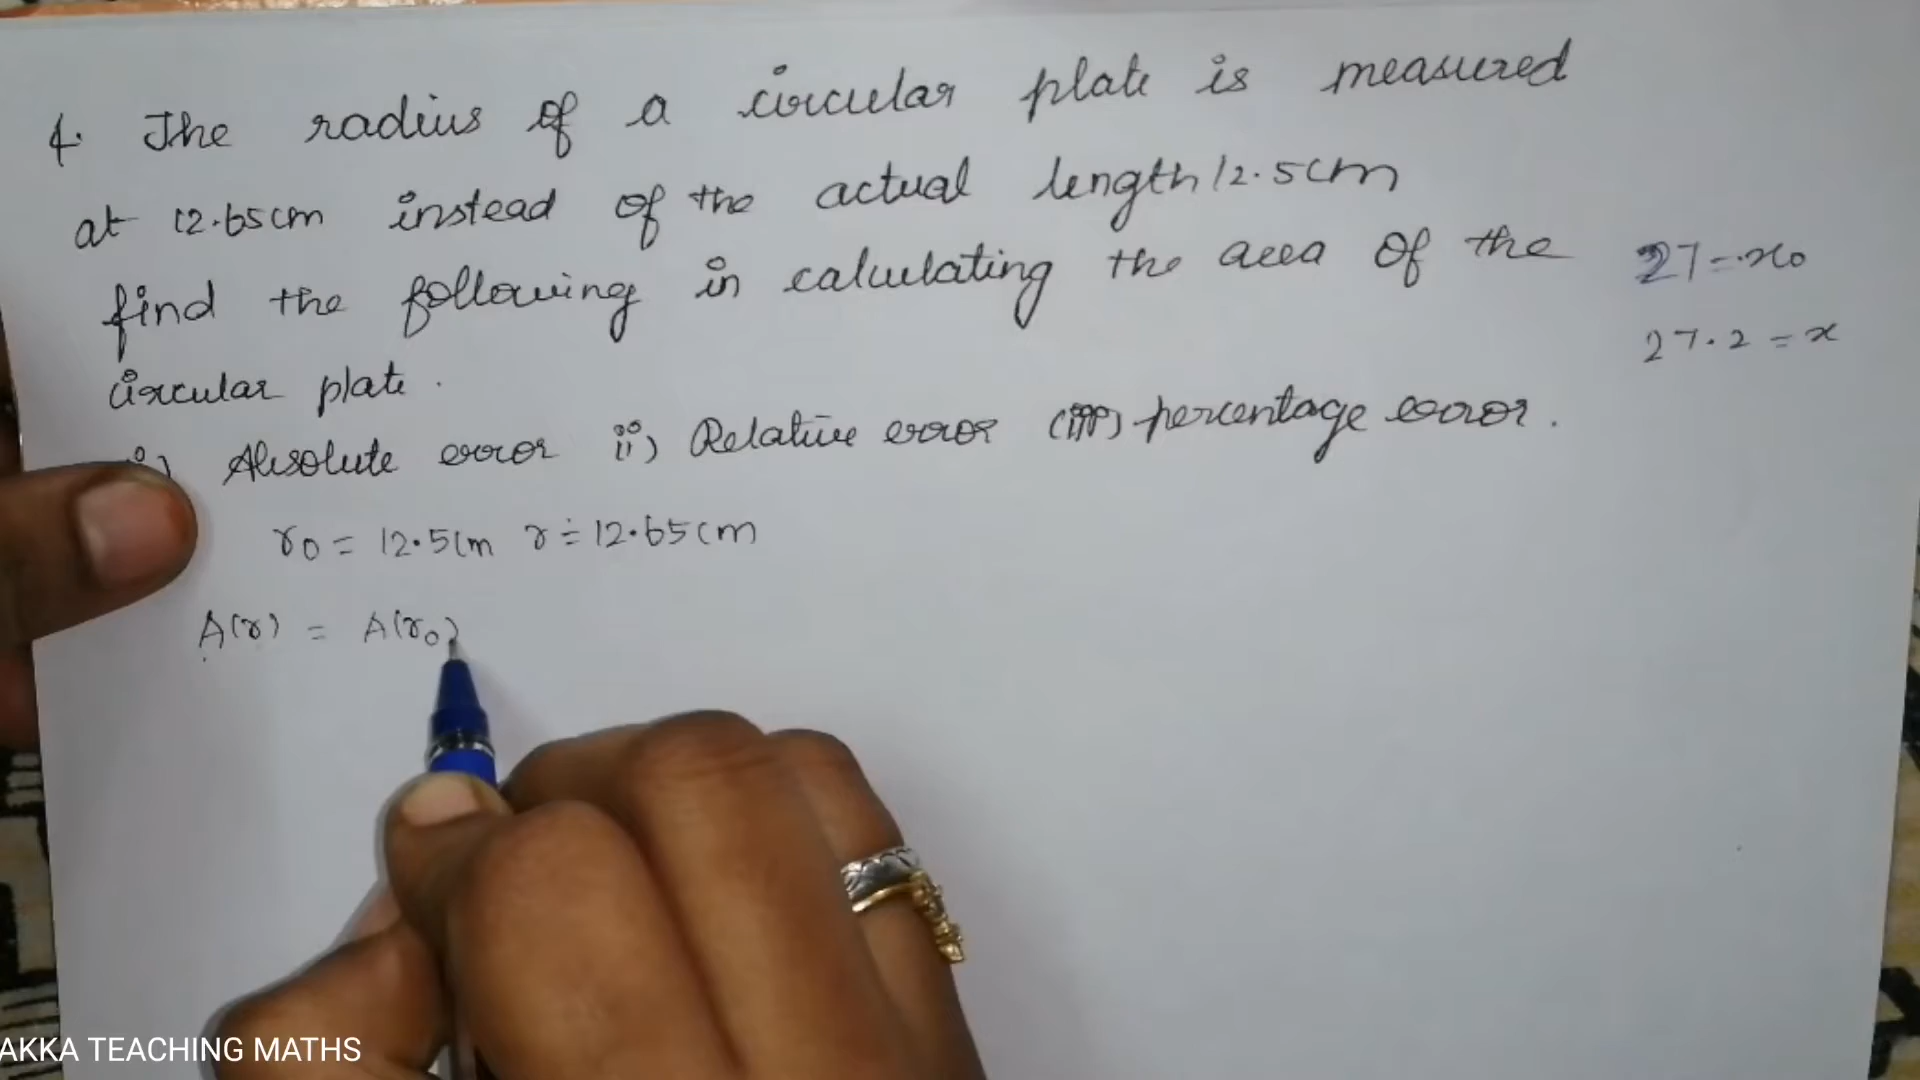 4. The radius of a circular plate is measured
at 12.65cm instead of the actual length 12.5cm
find the following in calculating the area of the
circular plate.
i) Absolute error ii) Relative error (iii) percentage error.
27 = x0
27.2 = x
r0 = 12.5cm r = 12.65cm
A(r) = A(r0)
AKKA TEACHING MATHS